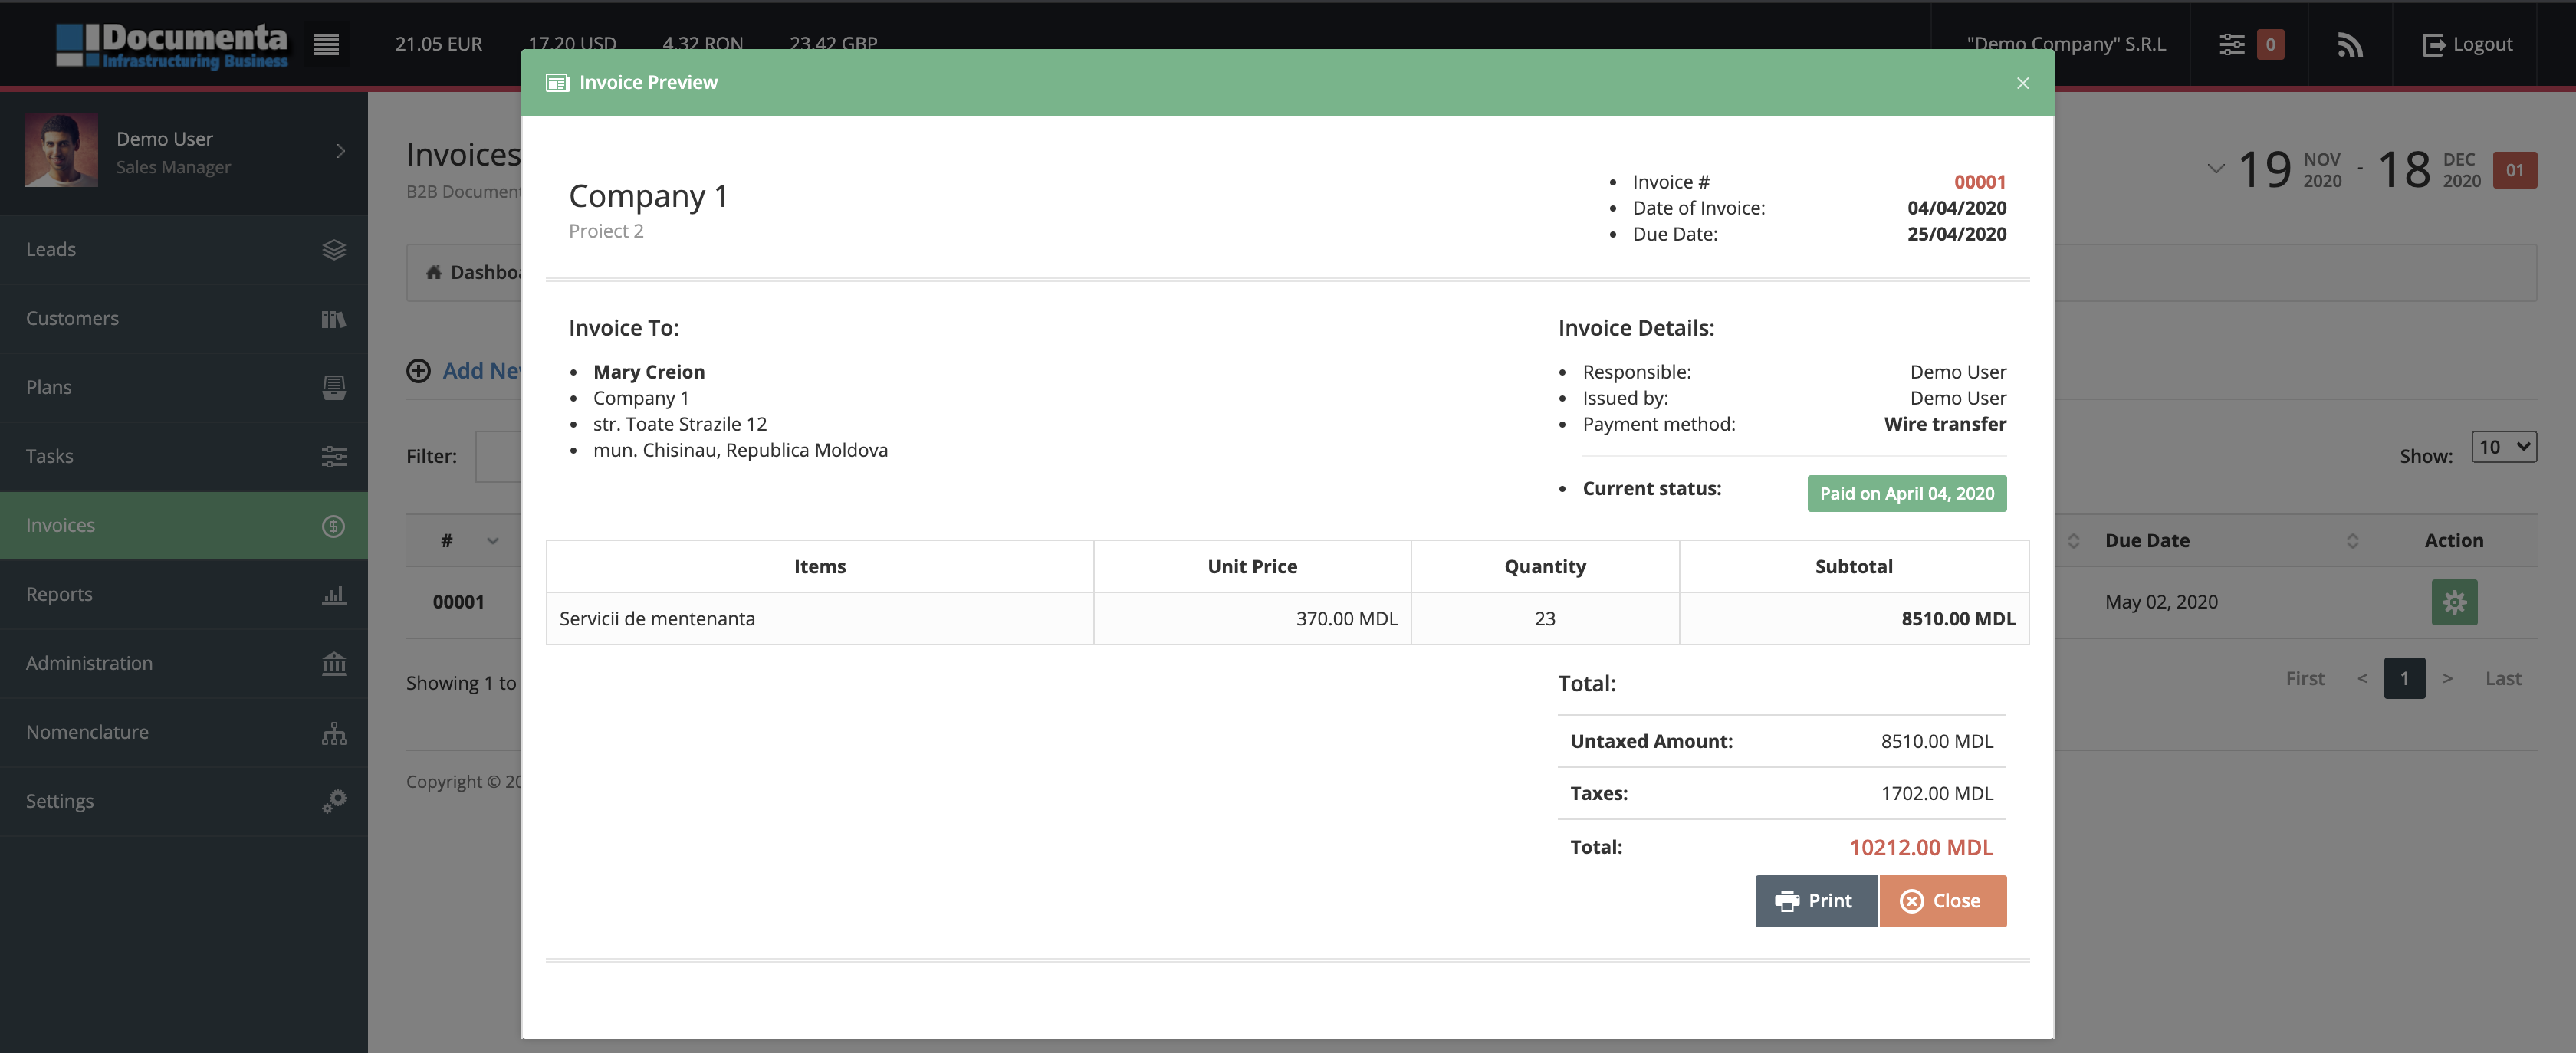 Documenta
Infrastructuring Business
21.05 EUR 17.20 USD 4.32 RON 23.42 GBP
"Demo Company" S.R.L 0 Logout
Demo User
Sales Manager
Leads
Customers
Plans
Tasks
Invoices
Reports
Administration
Nomenclature
Settings
Invoices
B2B Document
19 NOV 2020 - 18 DEC 2020 01
Dashboa
Add New
Filter:
Show: 10
#
Due Date Action
00001
May 02, 2020
Showing 1 to
First < 1 > Last
Copyright © 20
Invoice Preview ×
Company 1
Proiect 2
Invoice # 00001
Date of Invoice: 04/04/2020
Due Date: 25/04/2020
Invoice To:
Mary Creion
Company 1
str. Toate Strazile 12
mun. Chisinau, Republica Moldova
Invoice Details:
Responsible: Demo User
Issued by: Demo User
Payment method: Wire transfer
Current status: Paid on April 04, 2020
Items Unit Price Quantity Subtotal
Servicii de mentenanta 370.00 MDL 23 8510.00 MDL
Total:
Untaxed Amount: 8510.00 MDL
Taxes: 1702.00 MDL
Total: 10212.00 MDL
Print Close